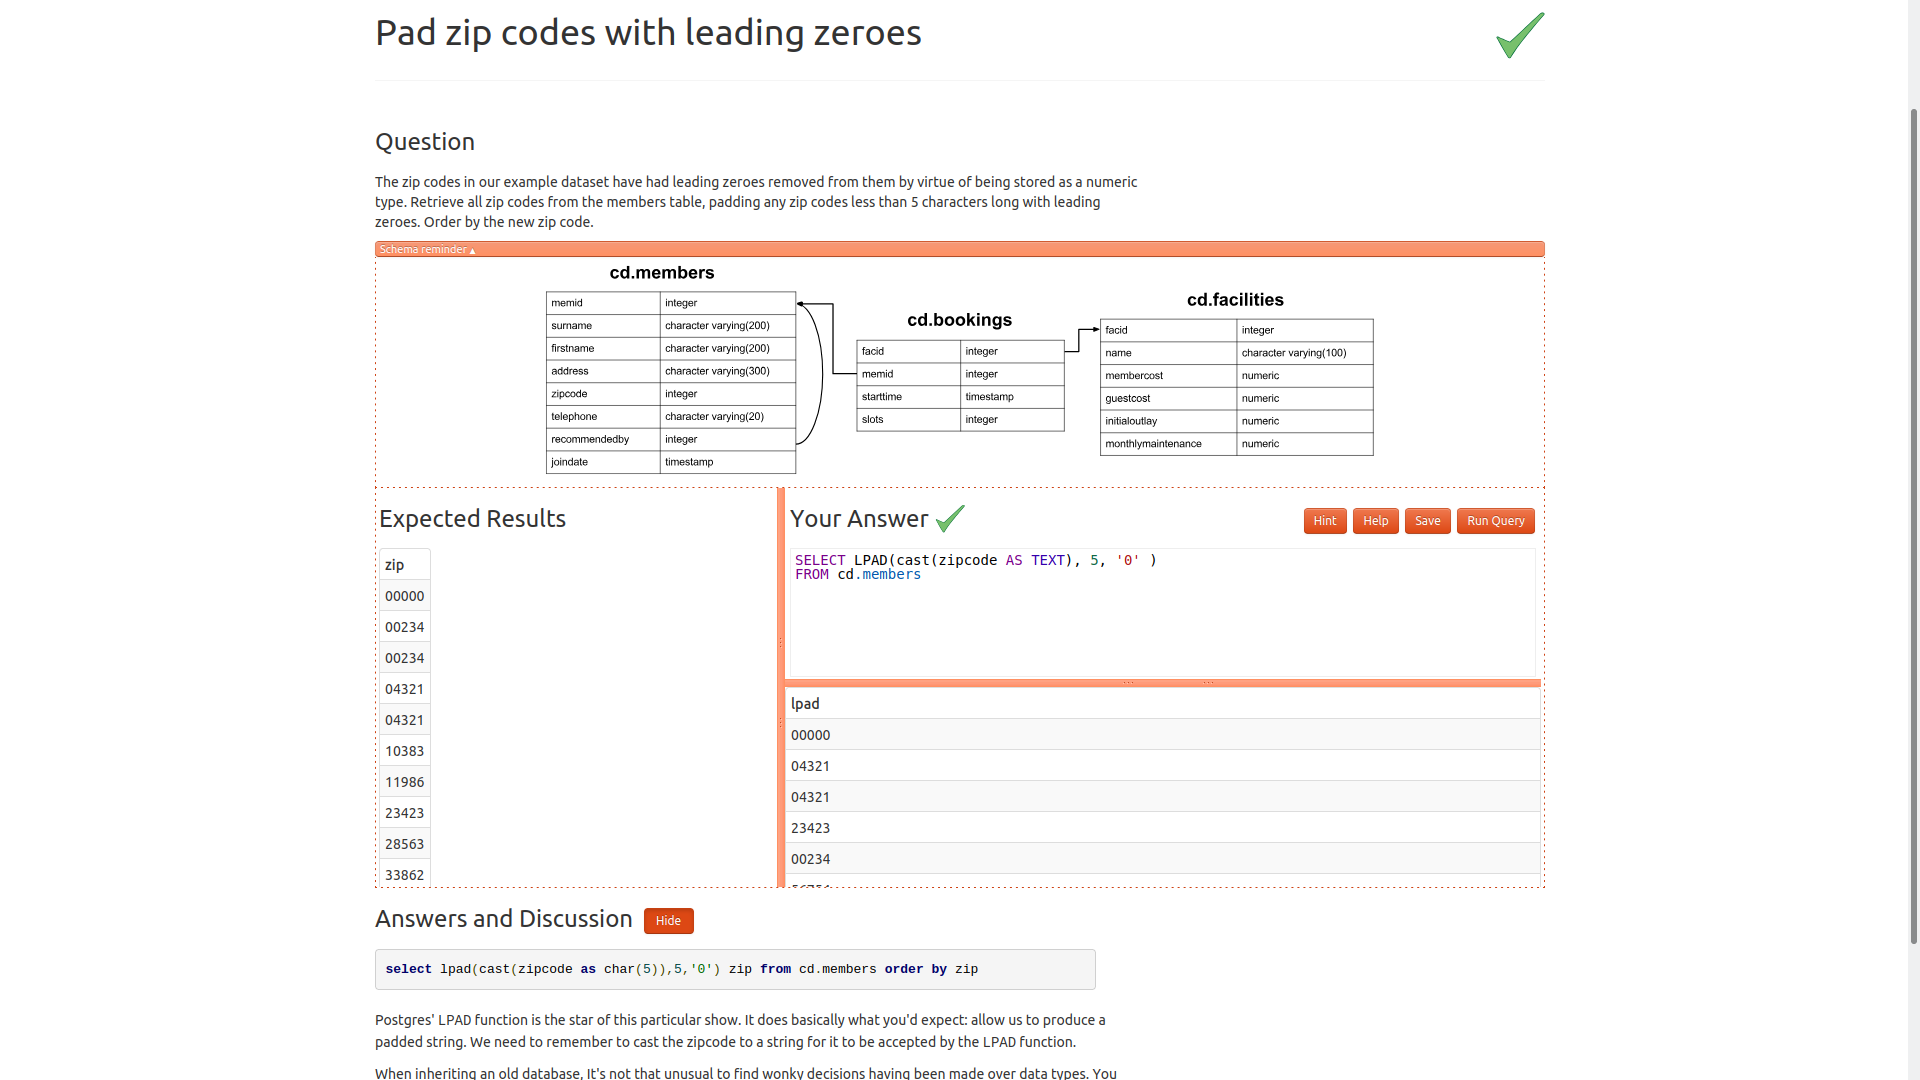 Pad zip codes with leading zeroes
Question
The zip codes in our example dataset have had leading zeroes removed from them by virtue of being stored as a numeric
type. Retrieve all zip codes from the members table, padding any zip codes less than 5 characters long with leading
zeroes. Order by the new zip code.
Schema reminder ▴
cd.members
memid integer
surname character varying(200)
firstname character varying(200)
address character varying(300)
zipcode integer
telephone character varying(20)
recommendedby integer
joindate timestamp
cd.bookings
facid integer
memid integer
starttime timestamp
slots integer
cd.facilities
facid integer
name character varying(100)
membercost numeric
guestcost numeric
initialoutlay numeric
monthlymaintenance numeric
Expected Results
zip
00000
00234
00234
04321
04321
10383
11986
23423
28563
33862
Your Answer
Hint Help Save Run Query
SELECT LPAD(cast(zipcode AS TEXT), 5, '0' )
FROM cd.members
lpad
00000
04321
04321
23423
00234
Answers and Discussion Hide
select lpad(cast(zipcode as char(5)),5,'0') zip from cd.members order by zip
Postgres' LPAD function is the star of this particular show. It does basically what you'd expect: allow us to produce a
padded string. We need to remember to cast the zipcode to a string for it to be accepted by the LPAD function.
When inheriting an old database, It's not that unusual to find wonky decisions having been made over data types. You